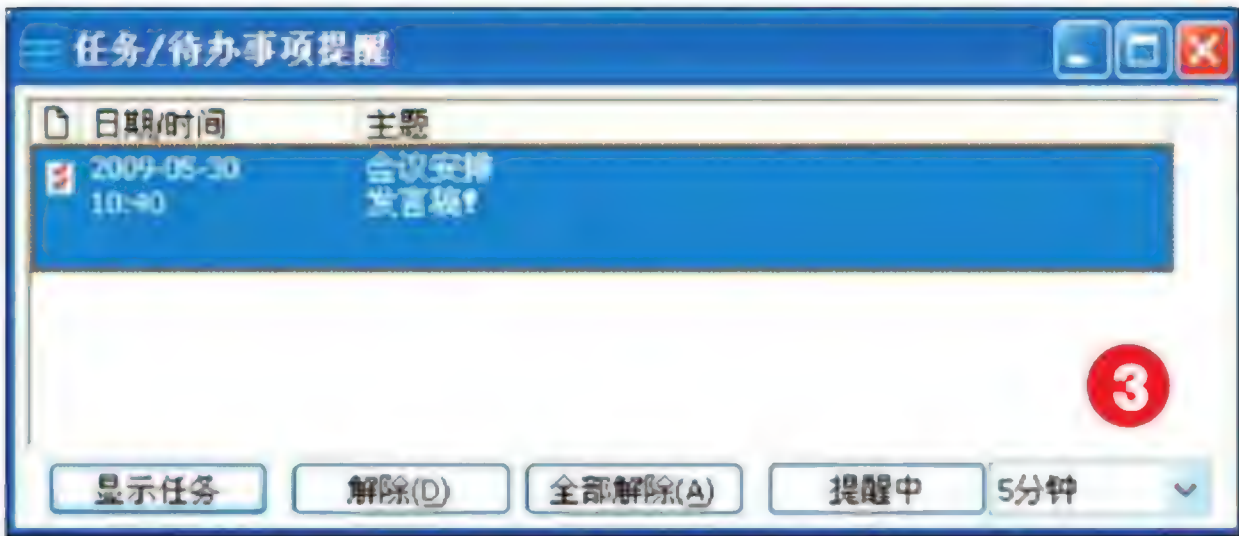 任务/待办事项提醒
日期/时间 主题
2009-05-30 会议安排
10:40 发言稿!
3
显示任务 解除(D) 全部解除(A) 提醒中 5分钟